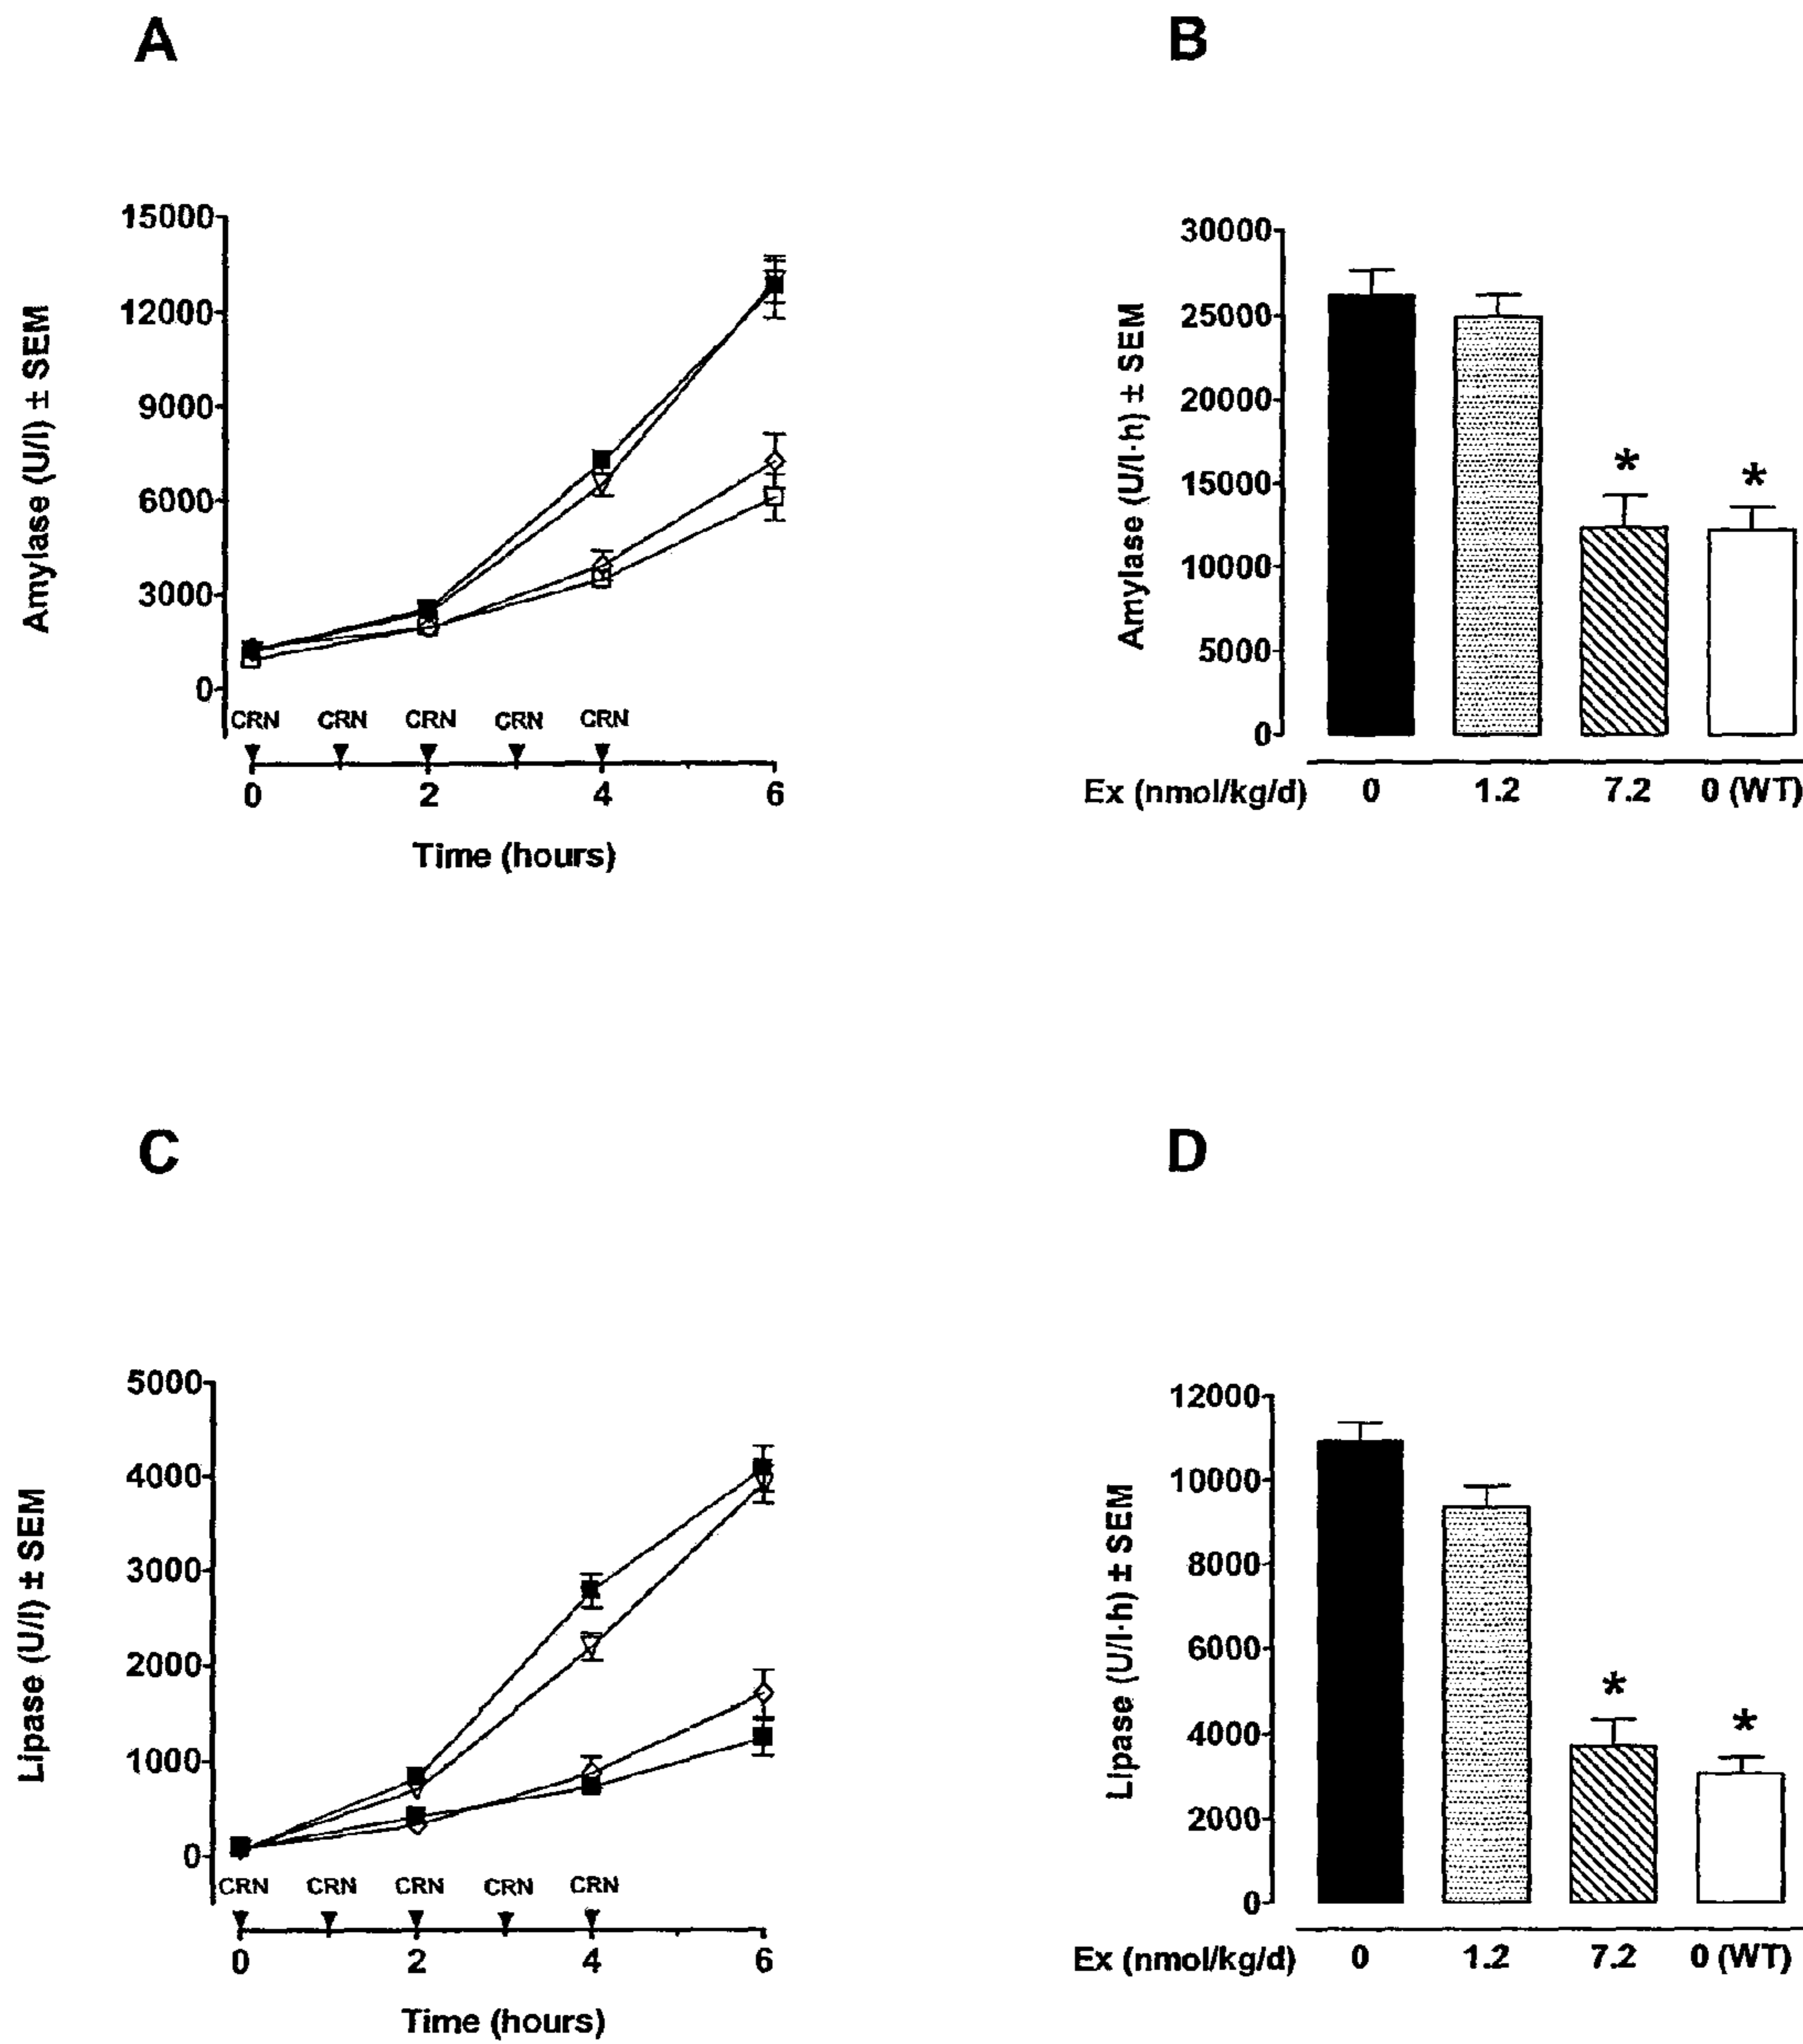 A
Amylase (U/l) ± SEM
15000
12000
9000
6000
3000
0
CRN CRN CRN CRN CRN
0 2 4 6
Time (hours)
B
Amylase (U/l·h) ± SEM
30000
25000
20000
15000
10000
5000
0
* *
Ex (nmol/kg/d) 0 1.2 7.2 0 (WT)
C
Lipase (U/l) ± SEM
5000
4000
3000
2000
1000
0
CRN CRN CRN CRN CRN
0 2 4 6
Time (hours)
D
Lipase (U/l·h) ± SEM
12000
10000
8000
6000
4000
2000
0
* *
Ex (nmol/kg/d) 0 1.2 7.2 0 (WT)